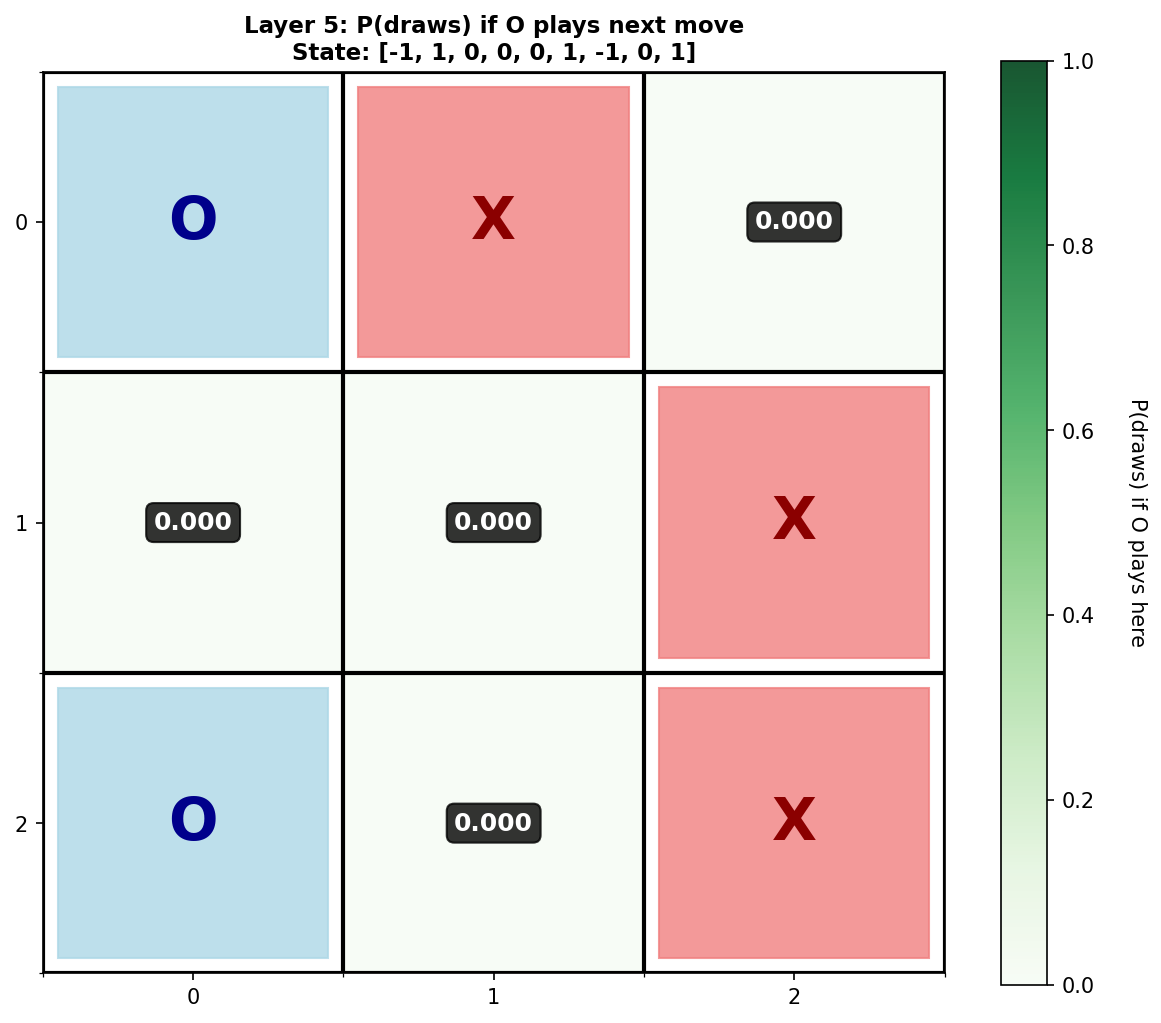 Layer 5: P(draws) if O plays next move
State: [-1, 1, 0, 0, 0, 1, -1, 0, 1]
O
X
0.000
0.000
0.000
X
O
0.000
X
0
1
2
0
1
2
1.0
0.8
0.6
0.4
0.2
0.0
P(draws) if O plays here